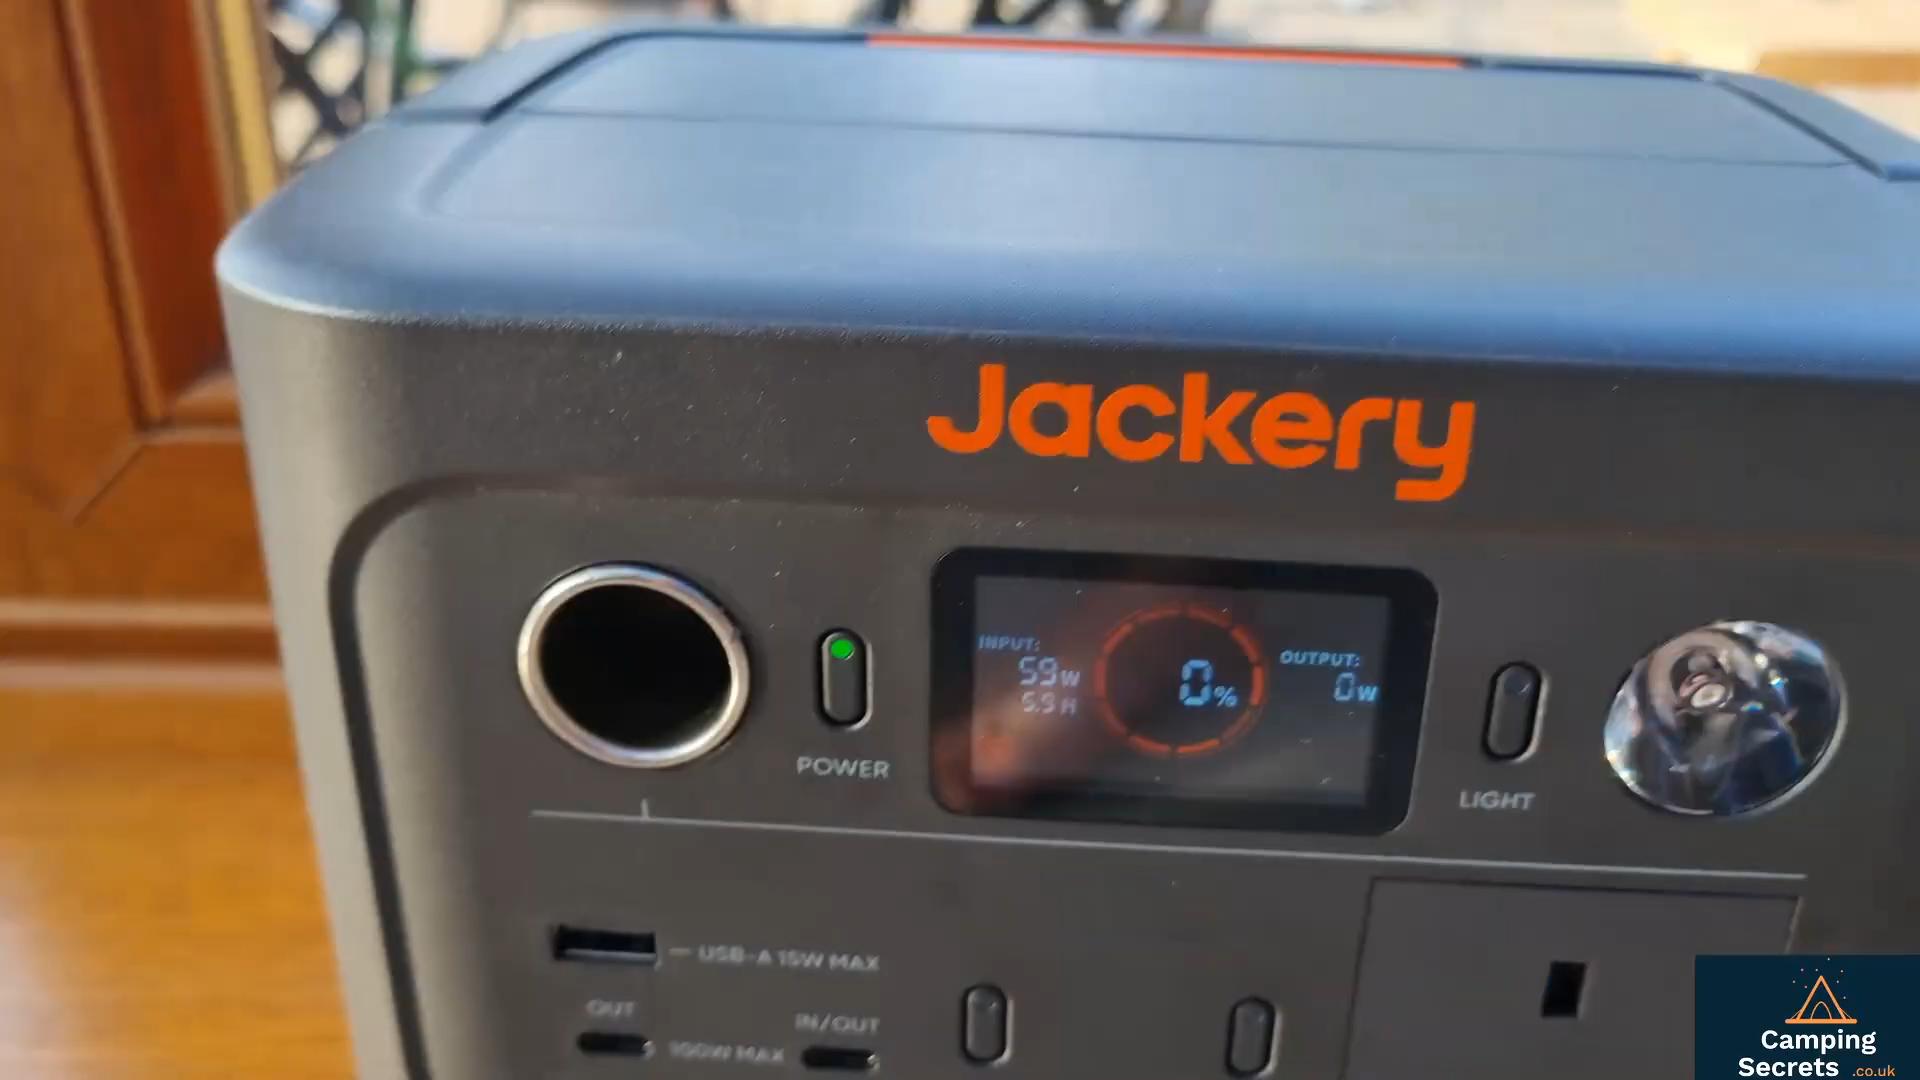 Jackery
INPUT:
59W
5.9 H
0%
OUTPUT:
0W
POWER
LIGHT
USB-A 15W MAX
OUT
IN/OUT
100W MAX
Camping
Secrets .co.uk